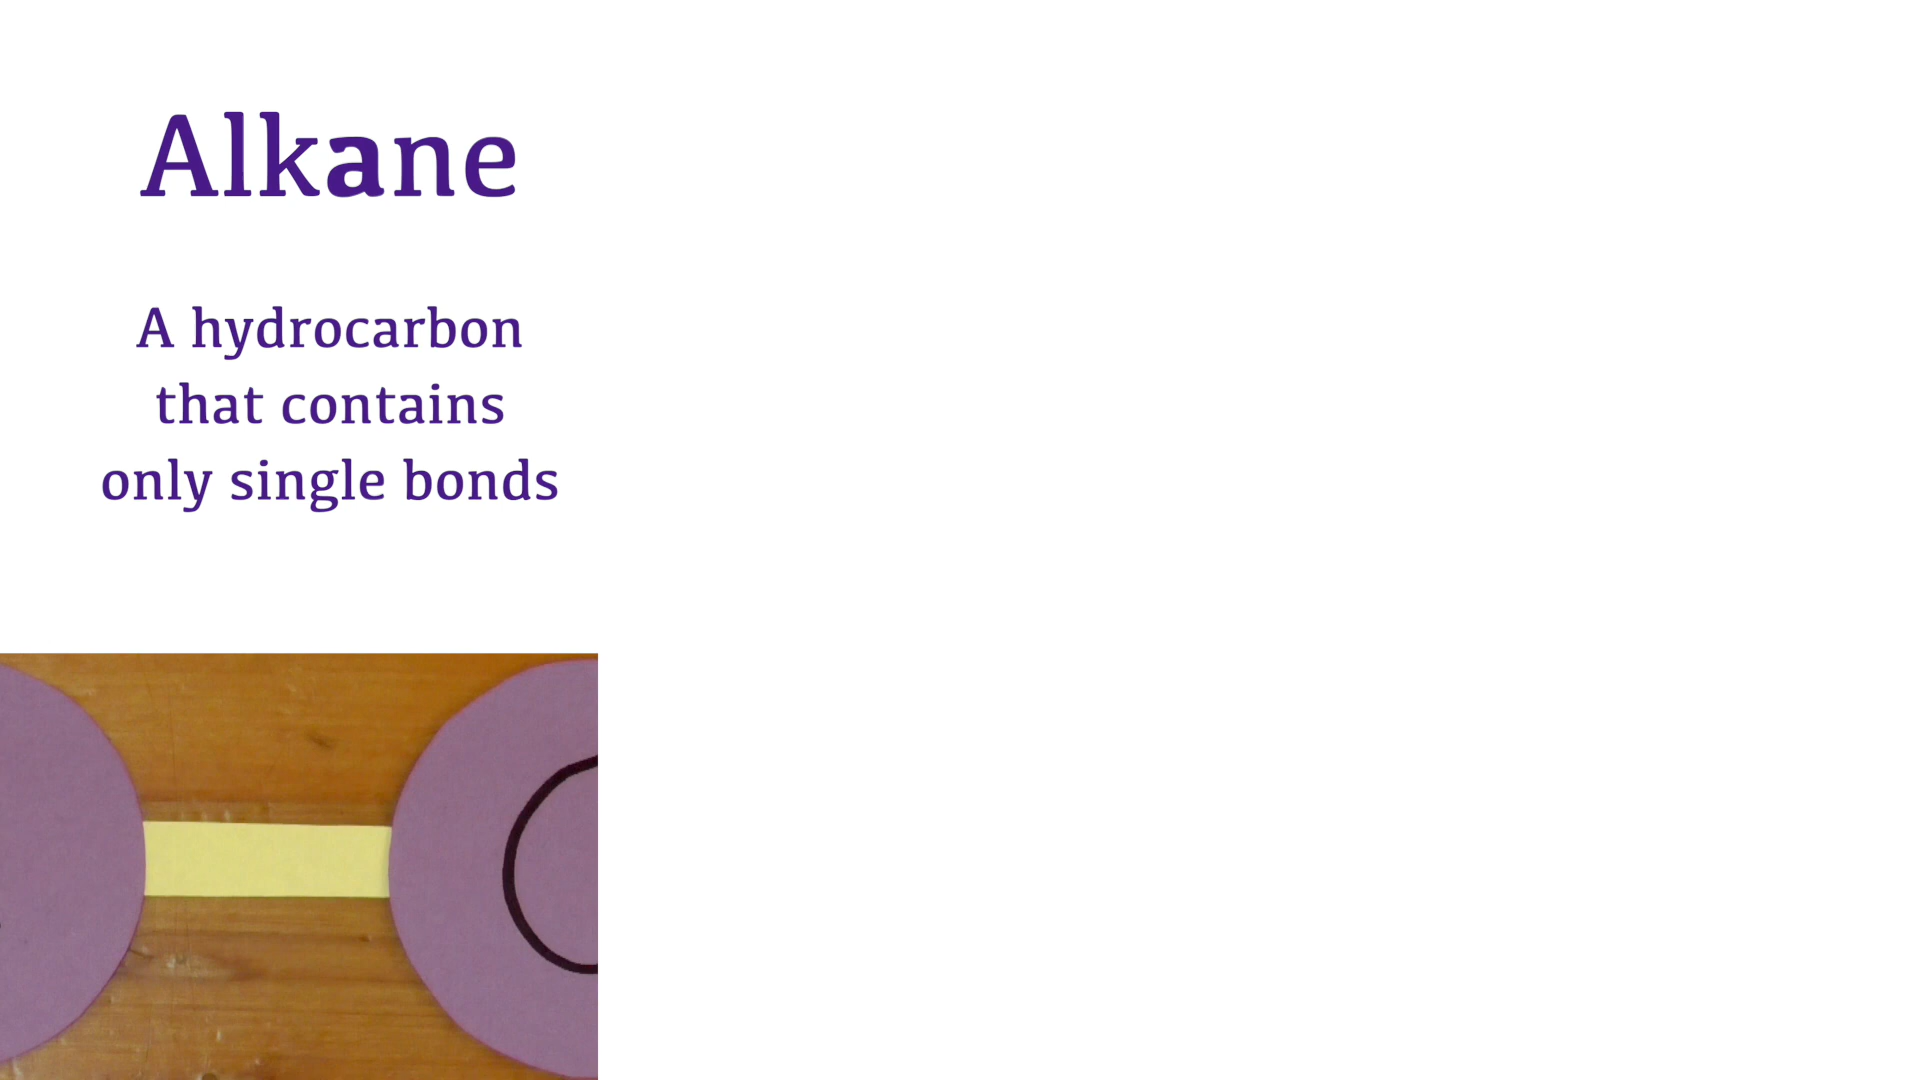 Alkane
A hydrocarbon
that contains
only single bonds